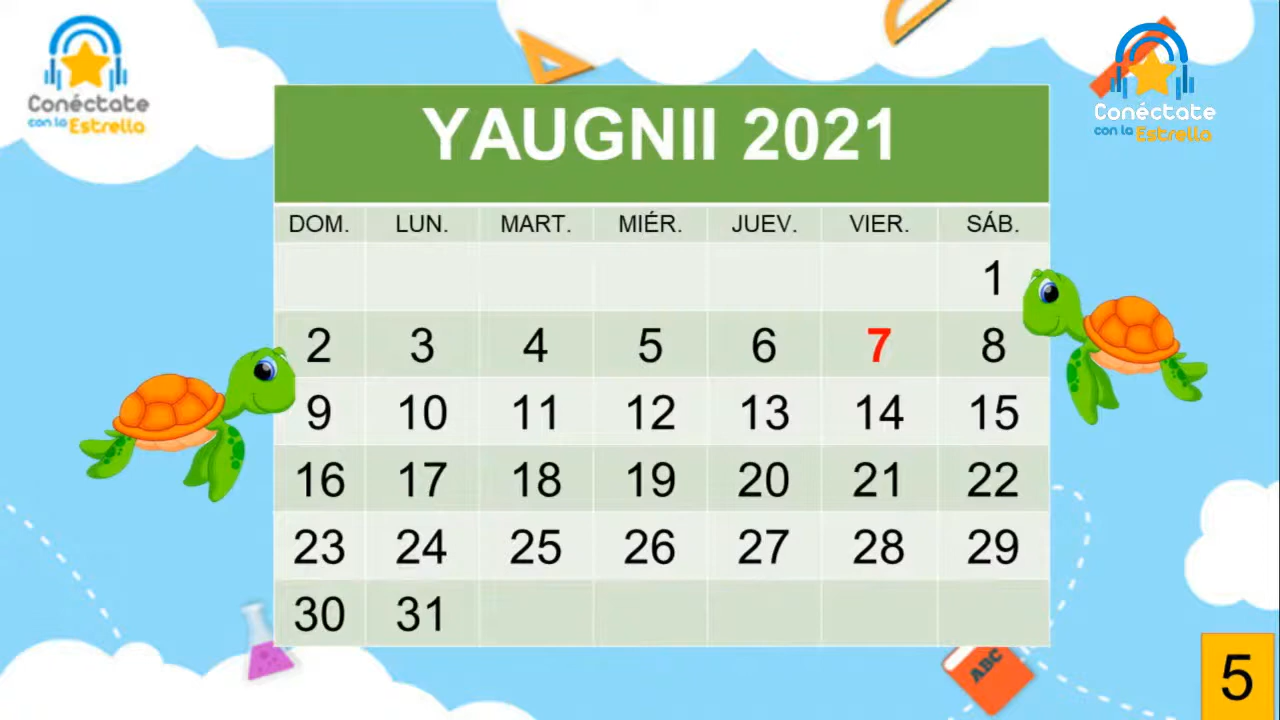 Conéctate
con la Estrella
Conéctate
con la Estrella
YAUGNII 2021
DOM. LUN. MART. MIÉR. JUEV. VIER. SÁB.
1
2 3 4 5 6 7 8
9 10 11 12 13 14 15
16 17 18 19 20 21 22
23 24 25 26 27 28 29
30 31
ABC
5